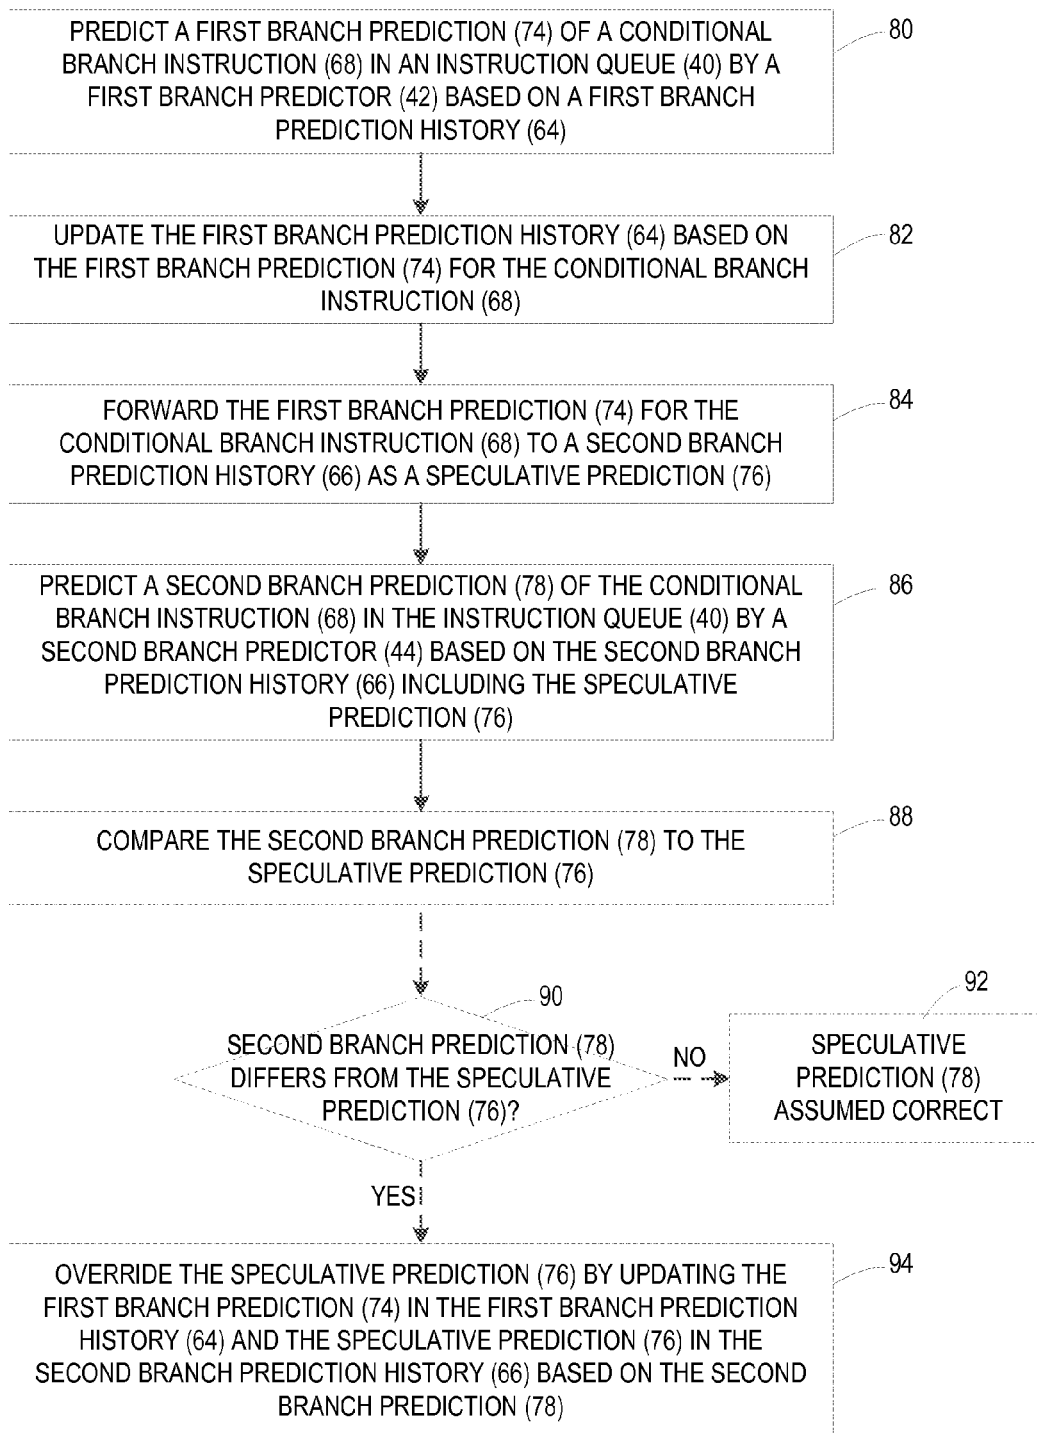 PREDICT A FIRST BRANCH PREDICTION (74) OF A CONDITIONAL
BRANCH INSTRUCTION (68) IN AN INSTRUCTION QUEUE (40) BY A
FIRST BRANCH PREDICTOR (42) BASED ON A FIRST BRANCH
PREDICTION HISTORY (64)
80
UPDATE THE FIRST BRANCH PREDICTION HISTORY (64) BASED ON
THE FIRST BRANCH PREDICTION (74) FOR THE CONDITIONAL BRANCH
INSTRUCTION (68)
82
FORWARD THE FIRST BRANCH PREDICTION (74) FOR THE
CONDITIONAL BRANCH INSTRUCTION (68) TO A SECOND BRANCH
PREDICTION HISTORY (66) AS A SPECULATIVE PREDICTION (76)
84
PREDICT A SECOND BRANCH PREDICTION (78) OF THE CONDITIONAL
BRANCH INSTRUCTION (68) IN THE INSTRUCTION QUEUE (40) BY A
SECOND BRANCH PREDICTOR (44) BASED ON THE SECOND BRANCH
PREDICTION HISTORY (66) INCLUDING THE SPECULATIVE
PREDICTION (76)
86
COMPARE THE SECOND BRANCH PREDICTION (78) TO THE
SPECULATIVE PREDICTION (76)
88
SECOND BRANCH PREDICTION (78)
DIFFERS FROM THE SPECULATIVE
PREDICTION (76)?
90
NO
SPECULATIVE
PREDICTION (78)
ASSUMED CORRECT
92
YES
OVERRIDE THE SPECULATIVE PREDICTION (76) BY UPDATING THE
FIRST BRANCH PREDICTION (74) IN THE FIRST BRANCH PREDICTION
HISTORY (64) AND THE SPECULATIVE PREDICTION (76) IN THE
SECOND BRANCH PREDICTION HISTORY (66) BASED ON THE SECOND
BRANCH PREDICTION (78)
94